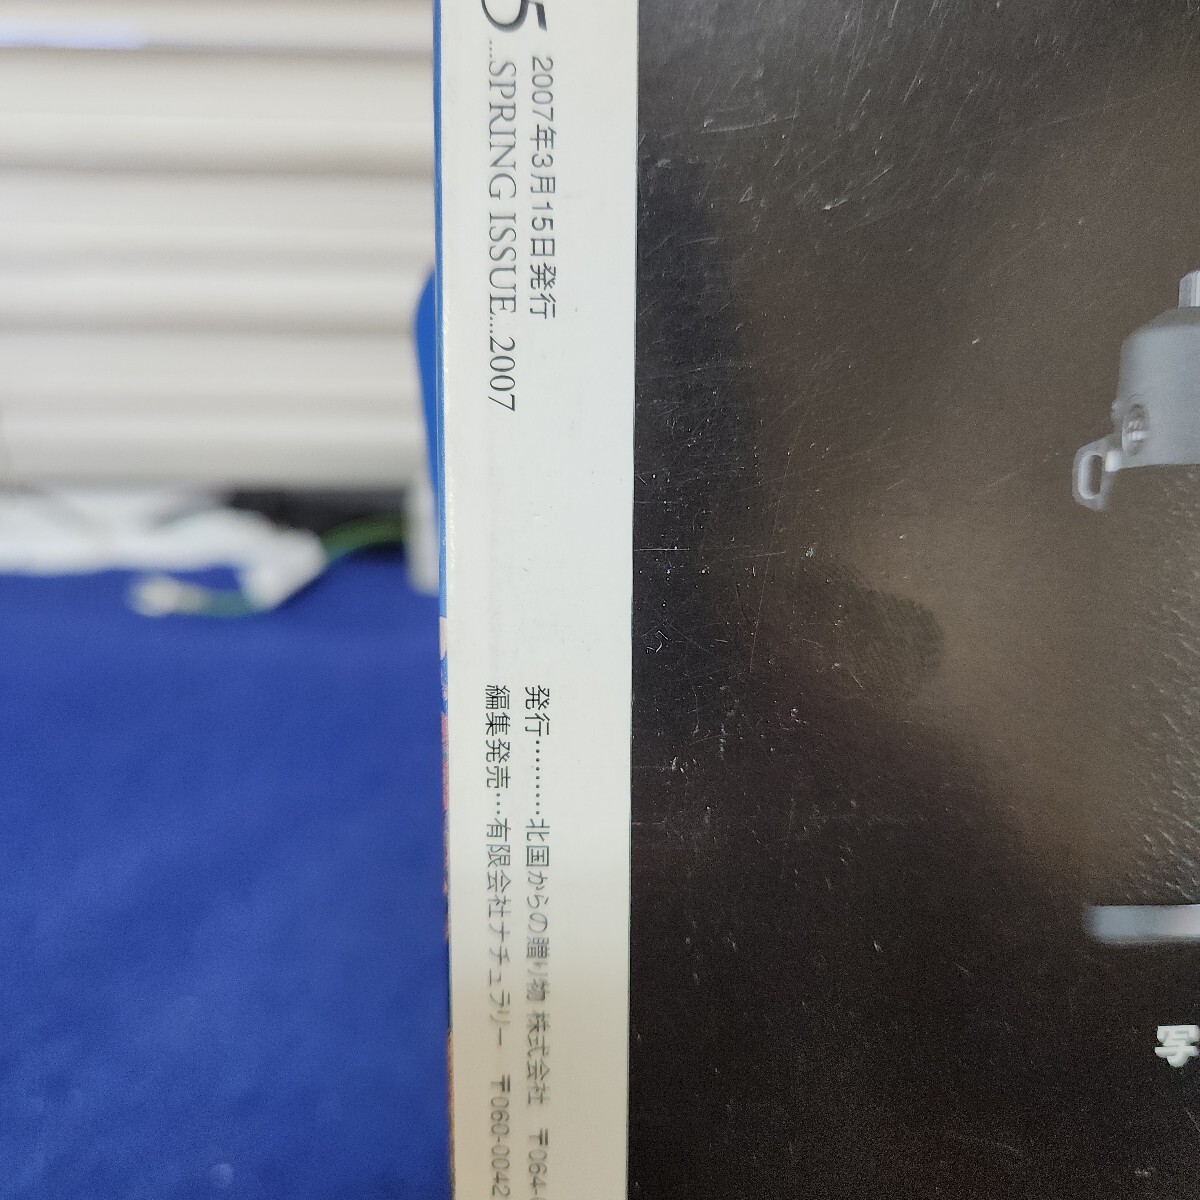 5
2007年3月15日発行
....SPRING ISSUE...2007
発行………北国からの贈り物 株式会社 〒064-
編集発売…有限会社ナチュラリー 〒060-0042
写